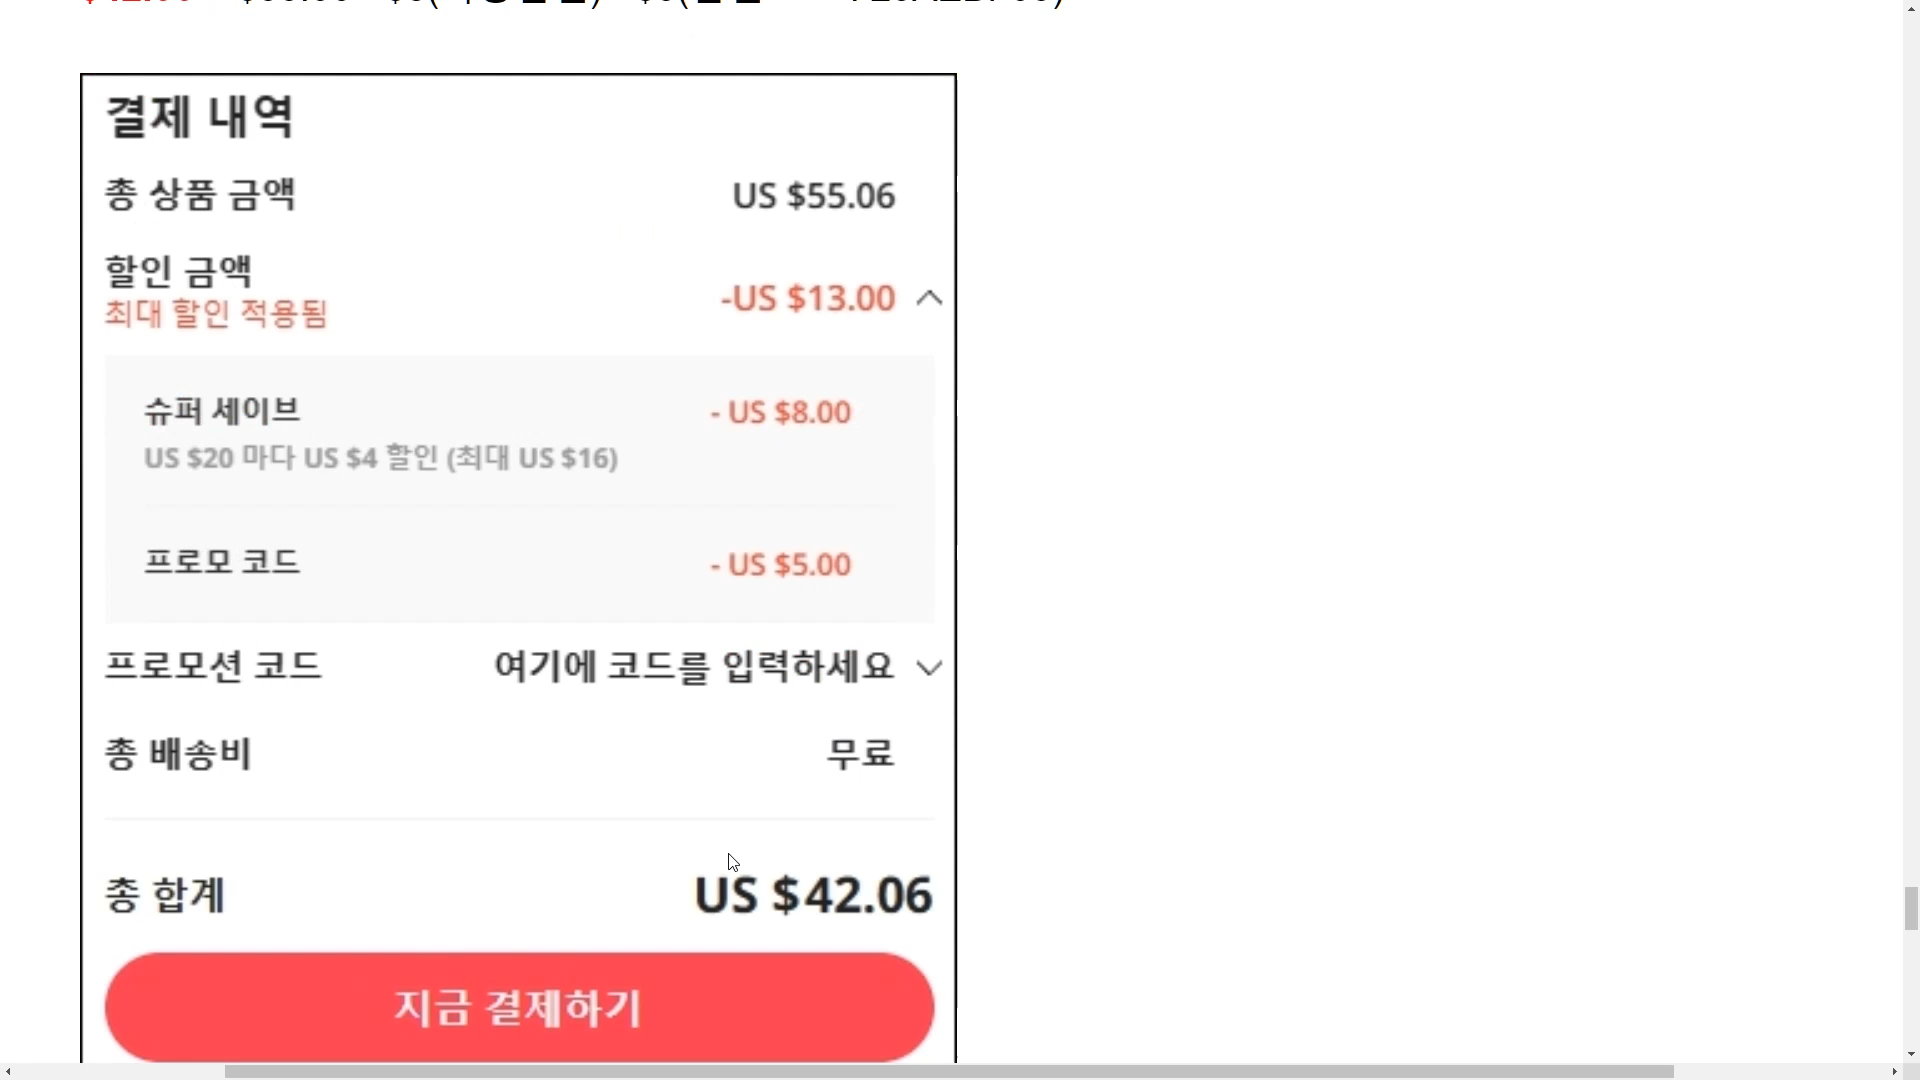 결제 내역
총 상품 금액 US $55.06
할인 금액
최대 할인 적용됨 -US $13.00
슈퍼 세이브 - US $8.00
US $20 마다 US $4 할인 (최대 US $16)
프로모 코드 - US $5.00
프로모션 코드 여기에 코드를 입력하세요
총 배송비 무료
총 합계 US $42.06
지금 결제하기